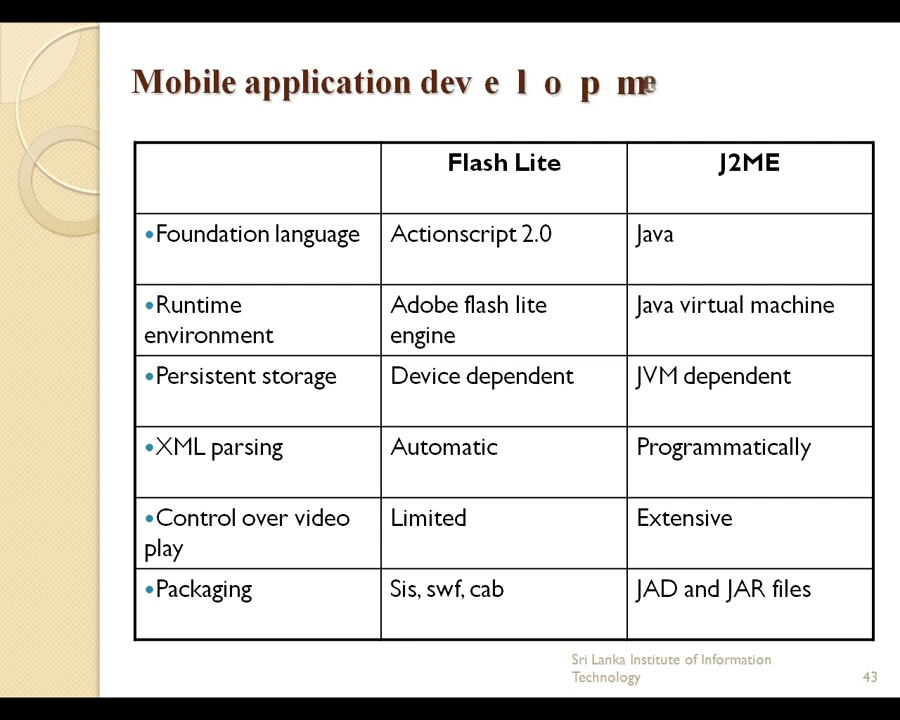 Mobile application developme
Flash Lite J2ME
•Foundation language Actionscript 2.0 Java
•Runtime environment Adobe flash lite engine Java virtual machine
•Persistent storage Device dependent JVM dependent
•XML parsing Automatic Programmatically
•Control over video play Limited Extensive
•Packaging Sis, swf, cab JAD and JAR files
Sri Lanka Institute of Information
Technology 43